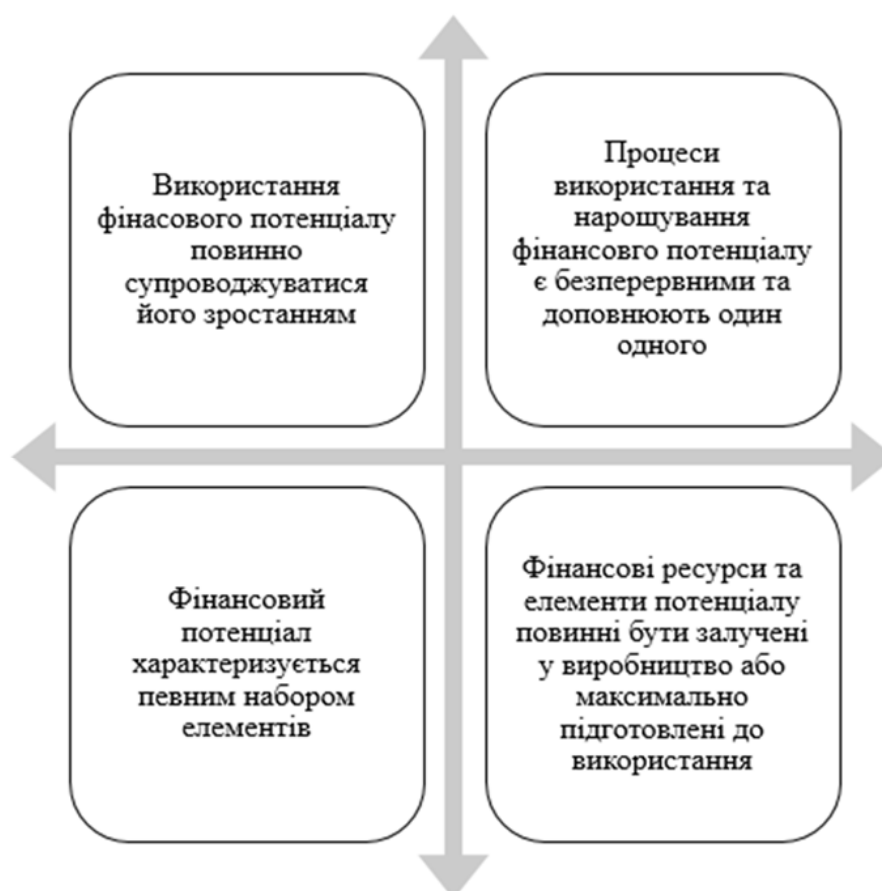 Використання
фінасового потенціалу
повинно
супроводжуватися
його зростанням
Процеси
використання та
нарощування
фінансовго потенціалу
є безперервними та
доповнюють один
одного
Фінансовий
потенціал
характеризується
певним набором
елементів
Фінансові ресурси та
елементи потенціалу
повинні бути залучені
у виробництво або
максимально
підготовлені до
використання